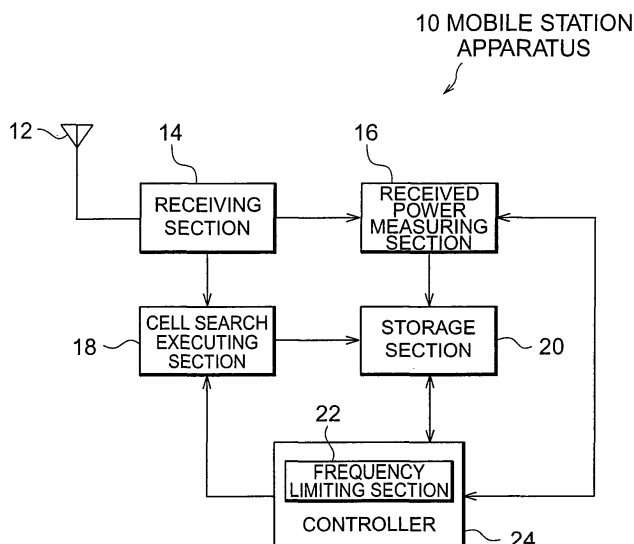 10 MOBILE STATION
APPARATUS
12
14
16
RECEIVING
SECTION
RECEIVED
POWER
MEASURING
SECTION
18
CELL SEARCH
EXECUTING
SECTION
STORAGE
SECTION
20
22
FREQUENCY
LIMITING SECTION
CONTROLLER
24